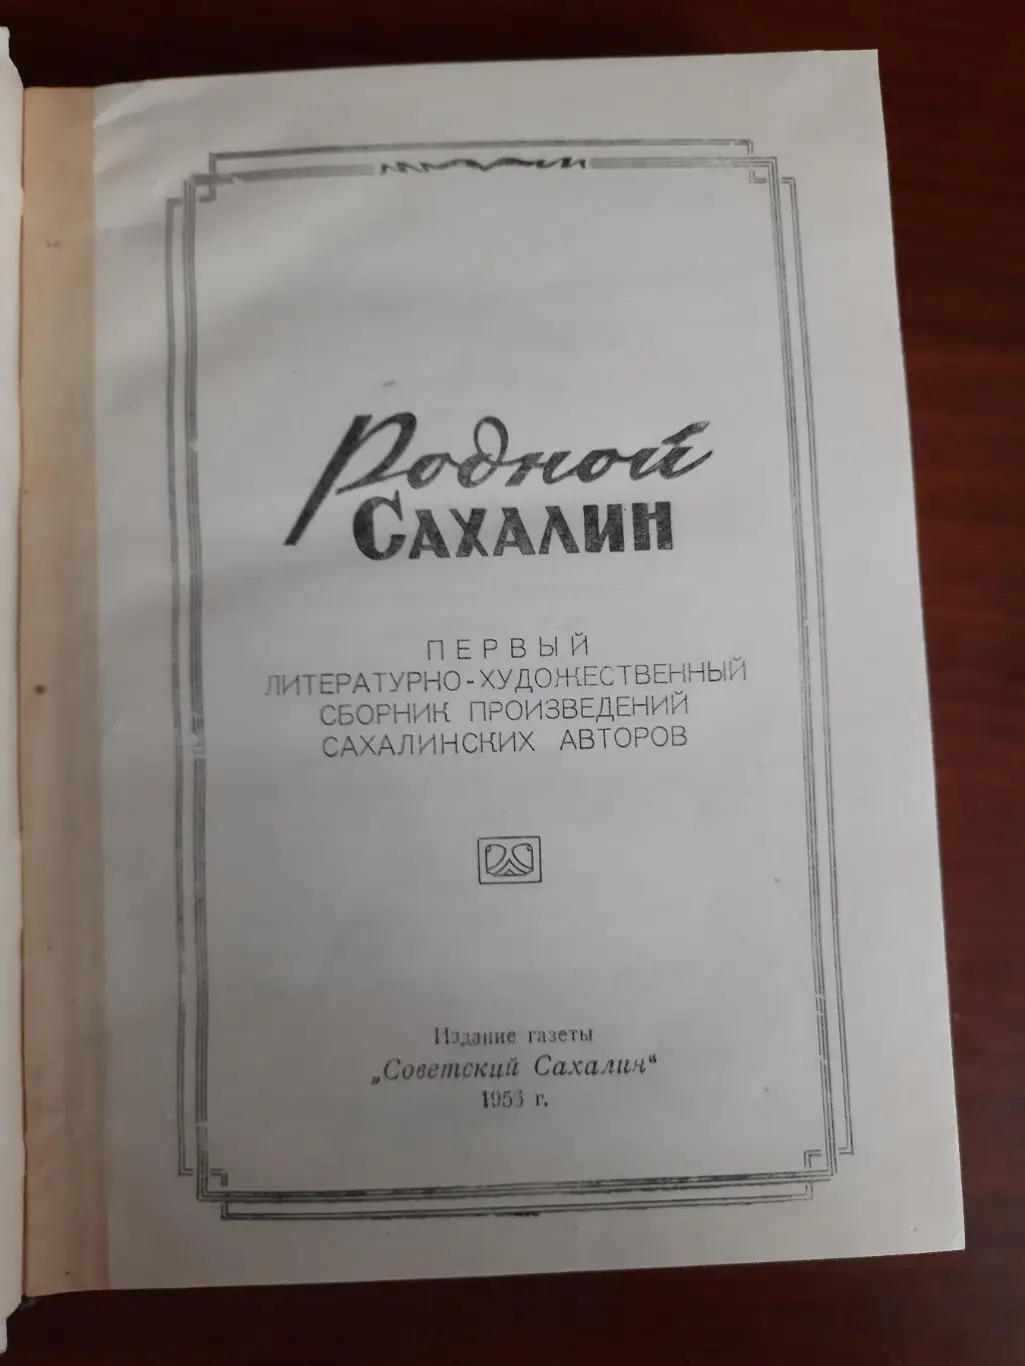 Родной
САХАЛИН
ПЕРВЫЙ
ЛИТЕРАТУРНО-ХУДОЖЕСТВЕННЫЙ
СБОРНИК ПРОИЗВЕДЕНИЙ
САХАЛИНСКИХ АВТОРОВ
Издание газеты
„Советский Сахалин“
г.